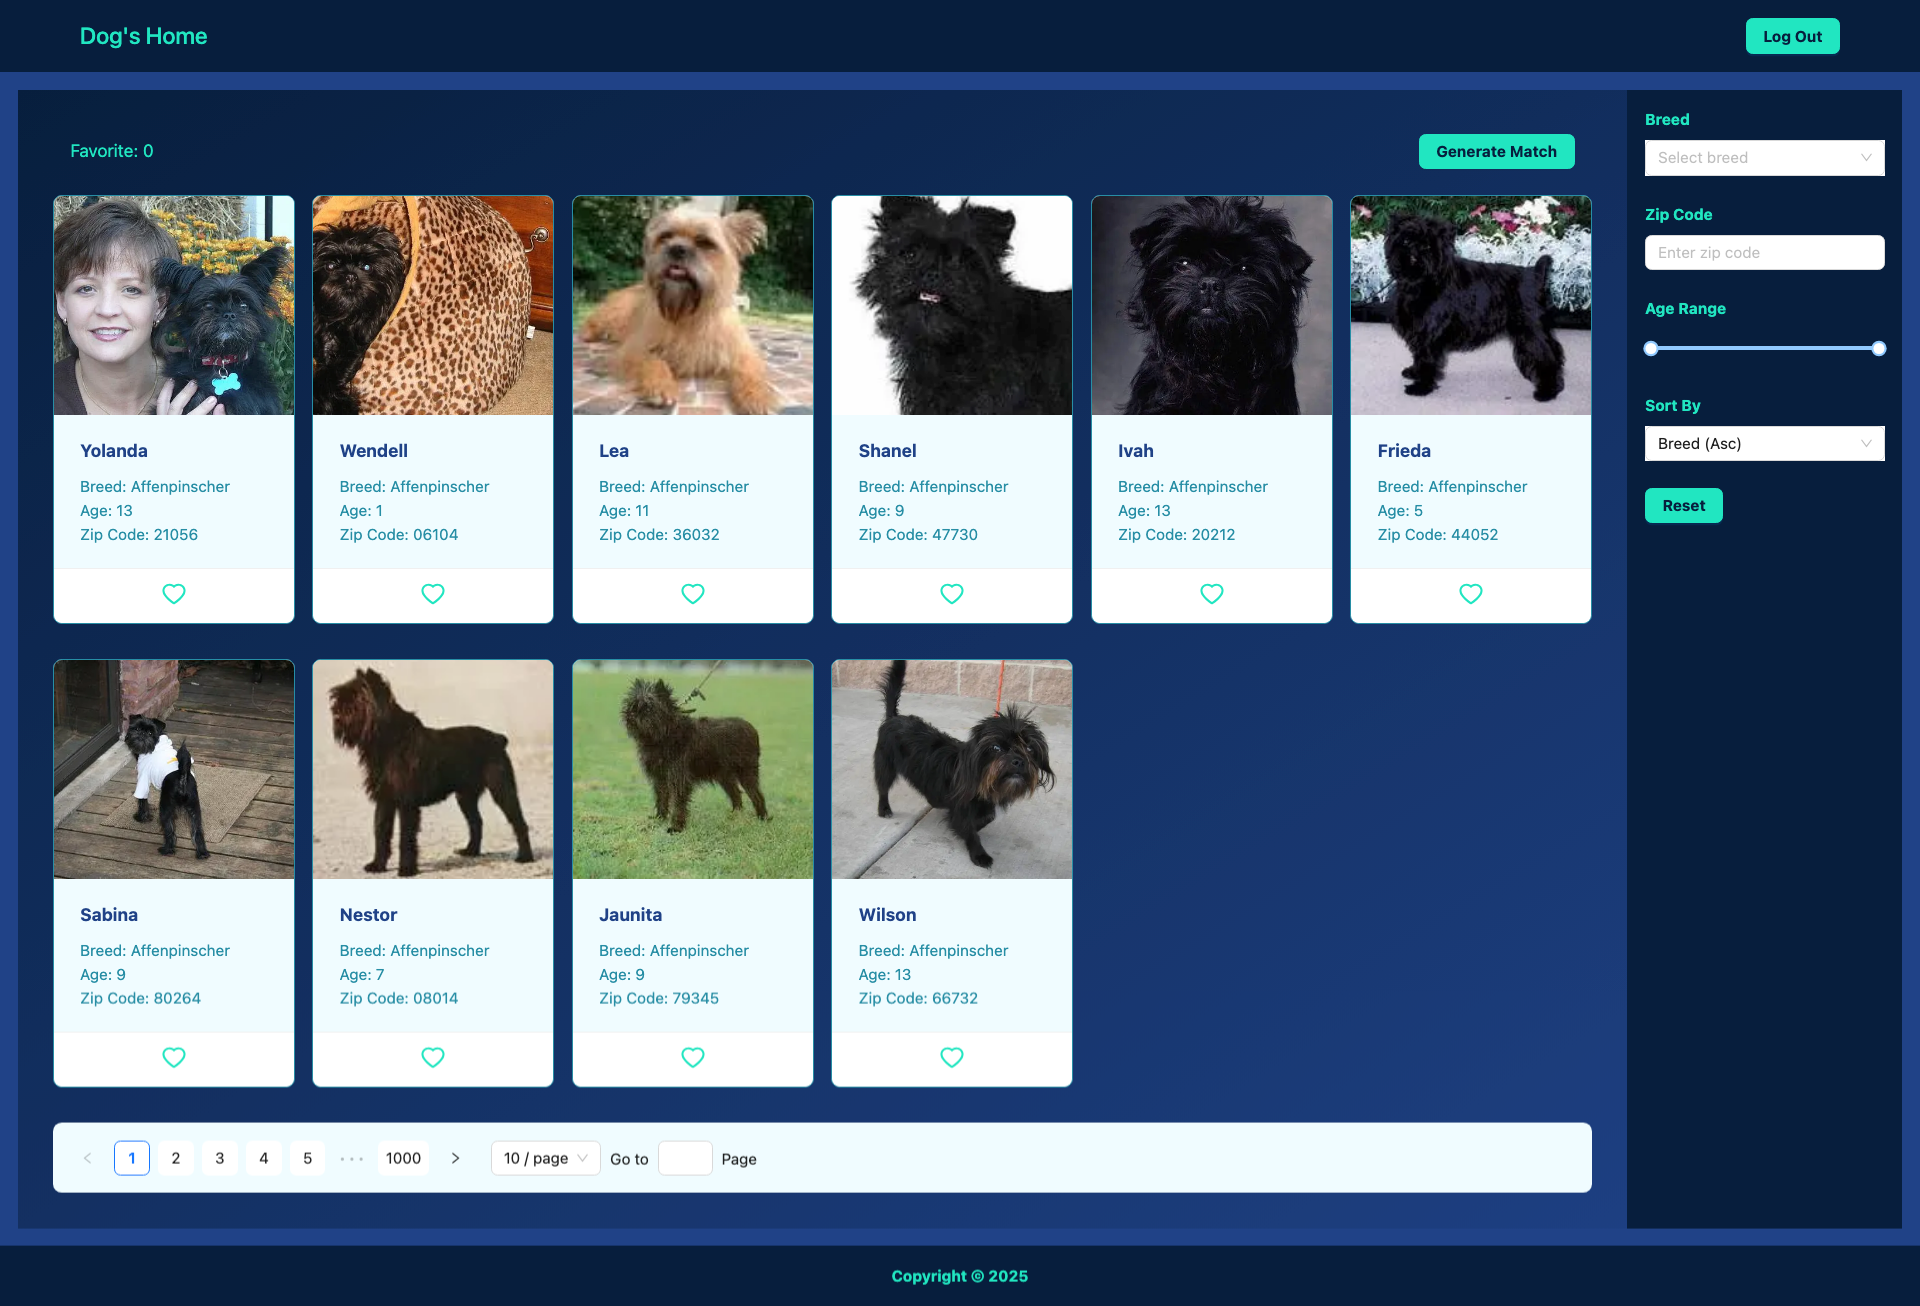 Dog's Home
Log Out
Favorite: 0
Generate Match
Yolanda
Breed: Affenpinscher
Age: 13
Zip Code: 21056
Wendell
Breed: Affenpinscher
Age: 1
Zip Code: 06104
Lea
Breed: Affenpinscher
Age: 11
Zip Code: 36032
Shanel
Breed: Affenpinscher
Age: 9
Zip Code: 47730
Ivah
Breed: Affenpinscher
Age: 13
Zip Code: 20212
Frieda
Breed: Affenpinscher
Age: 5
Zip Code: 44052
Sabina
Breed: Affenpinscher
Age: 9
Zip Code: 80264
Nestor
Breed: Affenpinscher
Age: 7
Zip Code: 08014
Jaunita
Breed: Affenpinscher
Age: 9
Zip Code: 79345
Wilson
Breed: Affenpinscher
Age: 13
Zip Code: 66732
1 2 3 4 5 ••• 1000 10 / page Go to Page
Breed
Select breed
Zip Code
Enter zip code
Age Range
Sort By
Breed (Asc)
Reset
Copyright © 2025